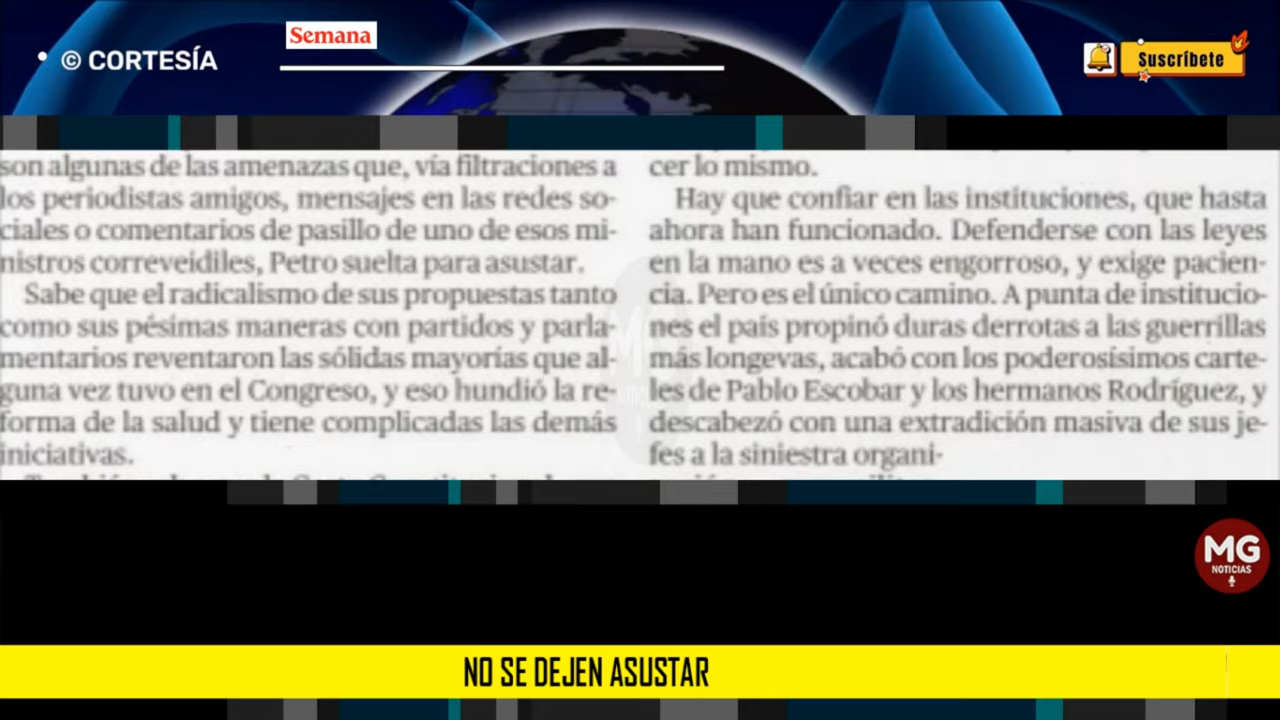 Semana
© CORTESÍA
Suscríbete
son algunas de las amenazas que, vía filtraciones a
los periodistas amigos, mensajes en las redes so-
ciales o comentarios de pasillo de uno de esos mi-
nistros correveidiles, Petro suelta para asustar.
Sabe que el radicalismo de sus propuestas tanto
como sus pésimas maneras con partidos y parla-
mentarios reventaron las sólidas mayorías que al-
guna vez tuvo en el Congreso, y eso hundió la re-
forma de la salud y tiene complicadas las demás
iniciativas.
cer lo mismo.
Hay que confiar en las instituciones, que hasta
ahora han funcionado. Defenderse con las leyes
en la mano es a veces engorroso, y exige pacien-
cia. Pero es el único camino. A punta de institucio-
nes el país propinó duras derrotas a las guerrillas
más longevas, acabó con los poderosísimos carte-
les de Pablo Escobar y los hermanos Rodríguez, y
descabezó con una extradición masiva de sus je-
fes a la siniestra organi-
MG
NOTICIAS
NO SE DEJEN ASUSTAR